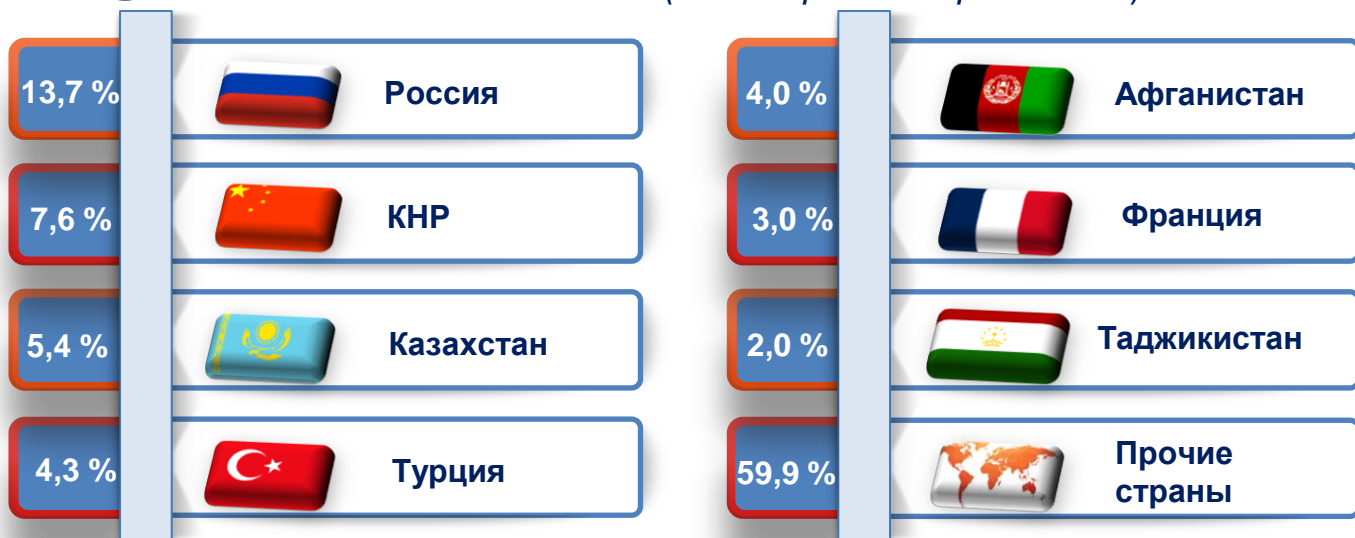 13,7 %
Россия
7,6 %
КНР
5,4 %
Казахстан
4,3 %
Турция
4,0 %
Афганистан
3,0 %
Франция
2,0 %
Таджикистан
59,9 %
Прочие
страны